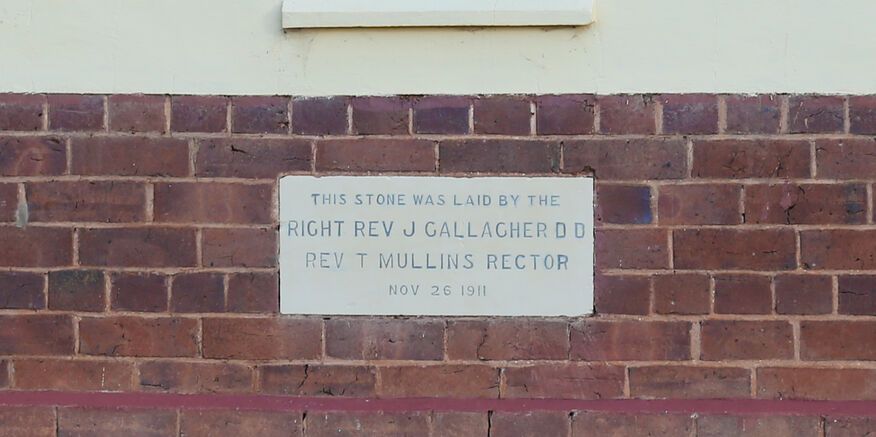 THIS STONE WAS LAID BY THE
RIGHT REV J GALLAGHER D D
REV T MULLINS RECTOR
NOV 26 1911